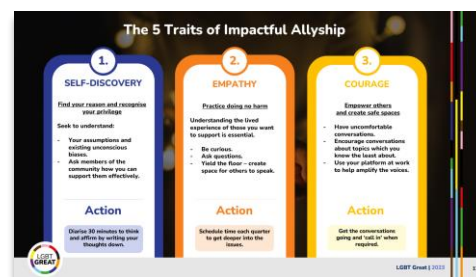 The 5 Traits of Impactful Allyship
1.
SELF-DISCOVERY
Find your reason and recognise
your privilege
Seek to understand:
- Your assumptions and
existing unconscious
biases.
- Ask members of the
community how you can
support them effectively.
Action
Diarise 30 minutes to think
and affirm by writing your
thoughts down.
2.
EMPATHY
Practice doing no harm
Understanding the lived
experience of those you want
to support is essential.
- Be curious.
- Ask questions.
- Yield the floor – create
space for others to speak.
Action
Schedule time each quarter
to get deeper into the
issues.
3.
COURAGE
Empower others
and create safe spaces
- Have uncomfortable
conversations.
- Encourage conversations
about topics which you
know the least about.
- Use your platform at work
to help amplify the voices.
Action
Get the conversations
going and 'call in' when
required.
LGBT
GREAT
LGBT Great | 2022